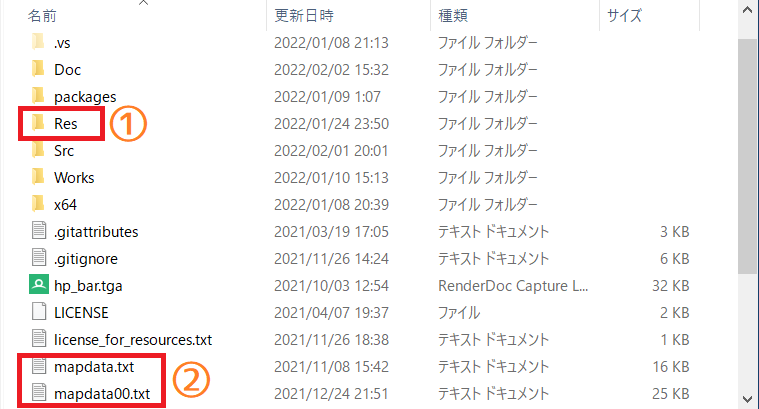 名前 更新日時 種類 サイズ
.vs 2022/01/08 21:13 ファイル フォルダー
Doc 2022/02/02 15:32 ファイル フォルダー
packages 2022/01/09 1:07 ファイル フォルダー
Res ① 2022/01/24 23:50 ファイル フォルダー
Src 2022/02/01 20:01 ファイル フォルダー
Works 2022/01/10 15:13 ファイル フォルダー
x64 2022/01/08 20:39 ファイル フォルダー
.gitattributes 2021/03/19 17:05 テキスト ドキュメント 3 KB
.gitignore 2021/11/26 14:24 テキスト ドキュメント 6 KB
hp_bar.tga 2021/10/03 12:54 RenderDoc Capture L... 32 KB
LICENSE 2021/04/07 19:37 ファイル 2 KB
license_for_resources.txt 2021/11/26 18:38 テキスト ドキュメント 1 KB
mapdata.txt ② 2021/11/08 15:42 テキスト ドキュメント 16 KB
mapdata00.txt 2021/12/24 21:51 テキスト ドキュメント 25 KB